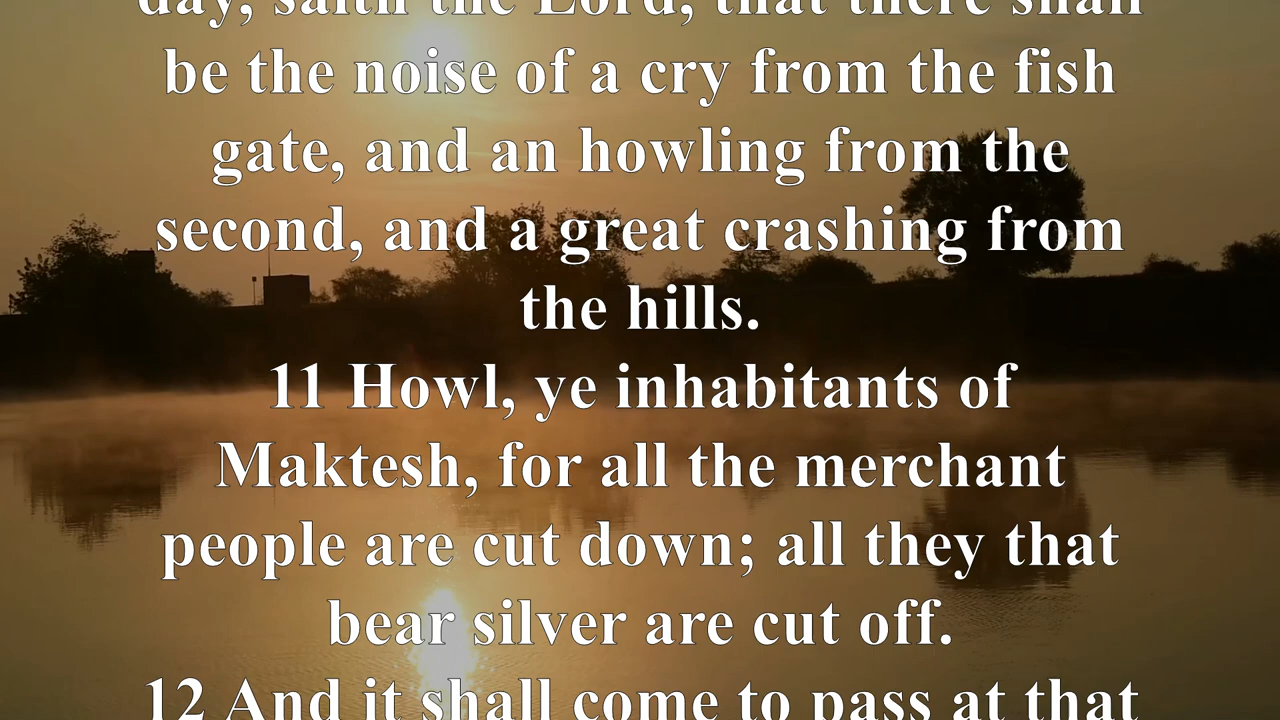 day, saith the Lord, that there shall
be the noise of a cry from the fish
gate, and an howling from the
second, and a great crashing from
the hills.
11 Howl, ye inhabitants of
Maktesh, for all the merchant
people are cut down; all they that
bear silver are cut off.
12 And it shall come to pass at that